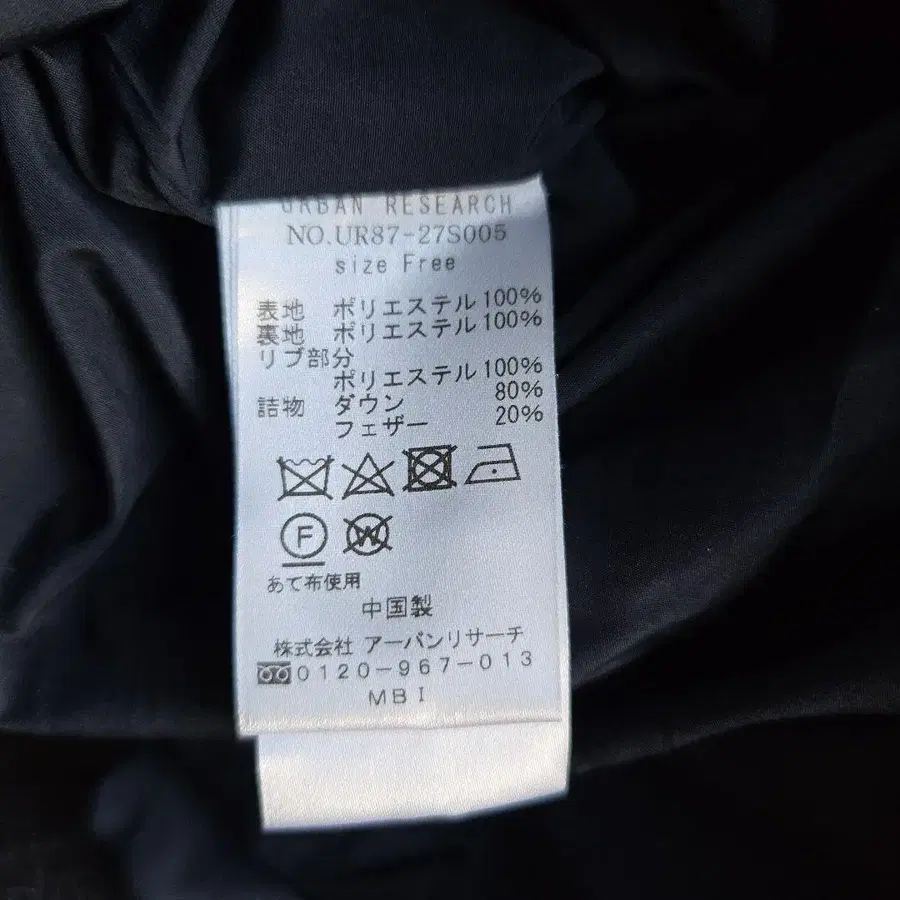 URBAN RESEARCH
NO.UR87-27S005
size Free
表地 ポリエステル100%
裏地 ポリエステル100%
リブ部分
ポリエステル100%
詰物 ダウン 80%
フェザー 20%
F
W
あて布使用
中国製
株式会社 アーバンリサーチ
0120-967-013
MBI